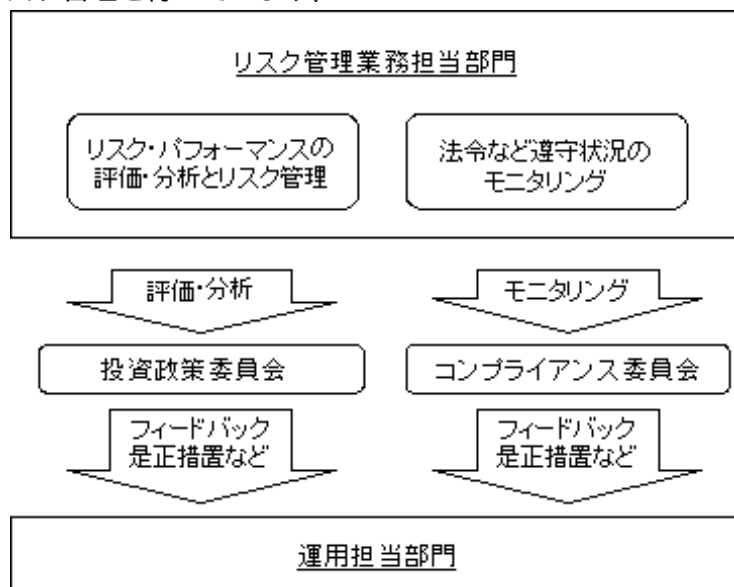 リスク管理業務担当部門
リスク・パフォーマンスの
評価・分析とリスク管理
法令など遵守状況の
モニタリング
評価・分析
モニタリング
投資政策委員会
コンプライアンス委員会
フィードバック
是正措置など
フィードバック
是正措置など
運用担当部門